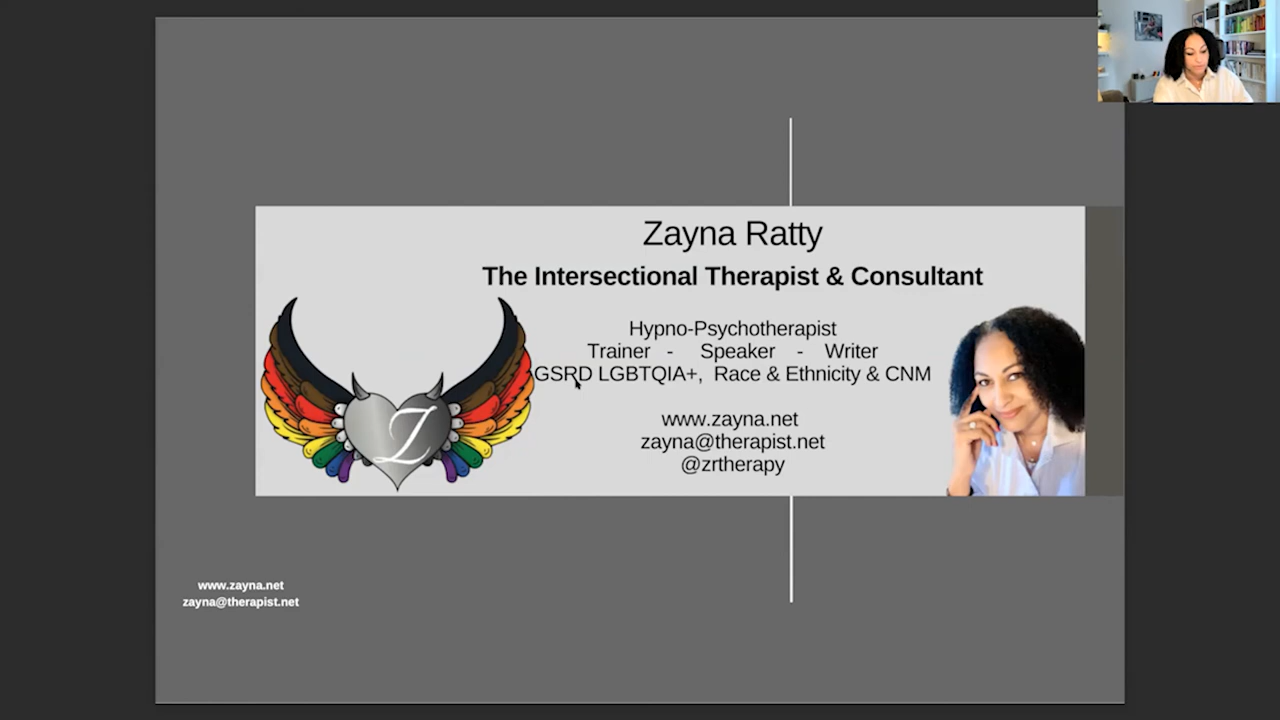 Zayna Ratty
The Intersectional Therapist & Consultant
Hypno-Psychotherapist
Trainer - Speaker - Writer
GSRD LGBTQIA+, Race & Ethnicity & CNM
www.zayna.net
zayna@therapist.net
@zrtherapy
Z
www.zayna.net
zayna@therapist.net